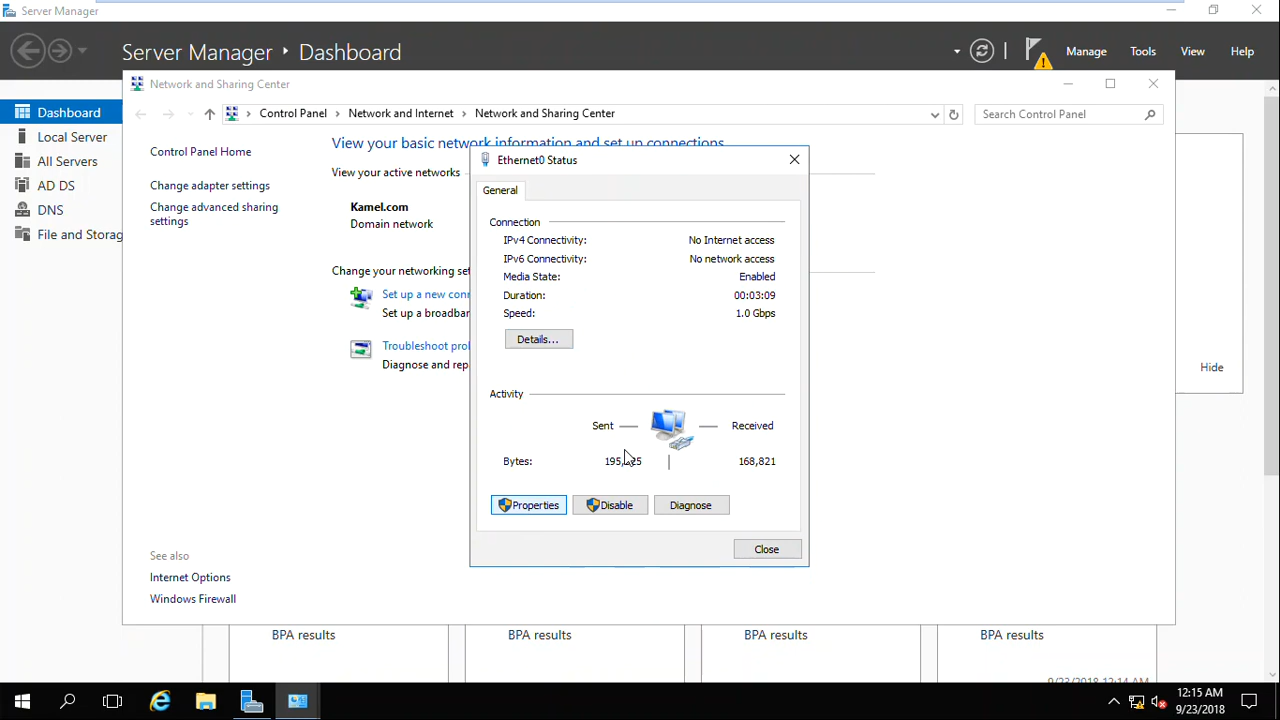 Server Manager
Server Manager ▸ Dashboard
Manage
Tools
View
Help
Dashboard
Local Server
All Servers
AD DS
DNS
File and Storag
Network and Sharing Center
Control Panel > Network and Internet > Network and Sharing Center
Search Control Panel
Control Panel Home
Change adapter settings
Change advanced sharing
settings
View your basic network information and set up connections
View your active networks
Kamel.com
Domain network
Change your networking set
Set up a new conn
Set up a broadbar
Troubleshoot prol
Diagnose and rep
See also
Internet Options
Windows Firewall
Ethernet0 Status
General
Connection
IPv4 Connectivity: No Internet access
IPv6 Connectivity: No network access
Media State: Enabled
Duration: 00:03:09
Speed: 1.0 Gbps
Details...
Activity
Sent
Received
Bytes: 168,821
Properties
Disable
Diagnose
Close
Hide
BPA results
BPA results
BPA results
BPA results
9/23/2018 12:14 AM
12:15 AM
9/23/2018